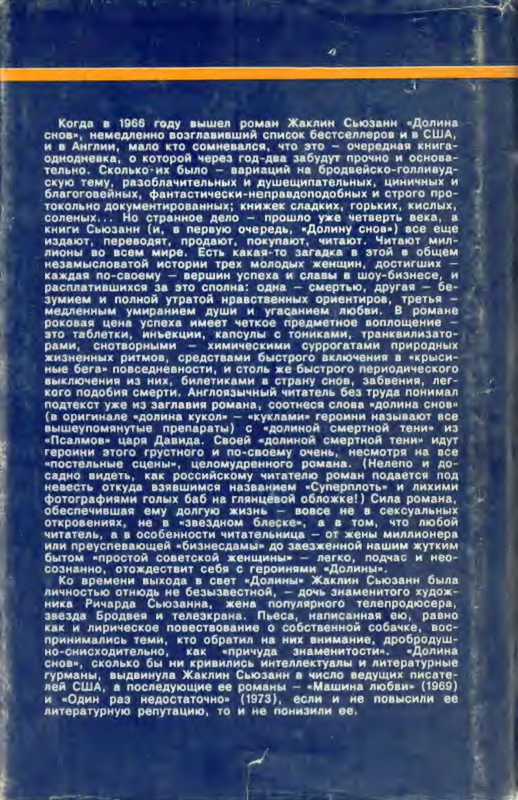 Когда в 1966 году вышел роман Жаклин Сьюзанн «Долина
снов», немедленно возглавивший список бестселлеров и в США,
и в Англии, мало кто сомневался, что это – очередная книга-
однодневка, о которой через год-два забудут прочно и основа-
тельно. Сколько их было – вариаций на бродвейско-голливуд-
скую тему, разоблачительных и душещипательных, циничных и
благоговейных, фантастически-неправдоподобных и строго про-
токольно документированных; книжек сладких, горьких, кислых,
соленых... Но странное дело – прошло уже четверть века, а
книги Сьюзанн (и, в первую очередь, «Долину снов») все еще
издают, переводят, продают, покупают, читают. Читают мил-
лионы во всем мире. Есть какая-то загадка в этой в общем
незамысловатой истории трех молодых женщин, достигших –
каждая по-своему – вершин успеха и славы в шоу-бизнесе, и
расплатившихся за это сполна: одна – смертью, другая – бе-
зумием и полной утратой нравственных ориентиров, третья –
медленным умиранием души и угасанием любви. В романе
роковая цена успеха имеет четкое предметное воплощение –
это таблетки, инъекции, капсулы с тониками, транквилизато-
рами, снотворными – химическими суррогатами природных
жизненных ритмов, средствами быстрого включения в «крыси-
ные бега» повседневности, и столь же быстрого периодического
выключения из них, билетиками в страну снов, забвения, лег-
кого подобия смерти. Англоязычный читатель без труда понимал
подтекст уже из заглавия романа, соотнеся слова «долина снов»
(в оригинале «долина кукол» – «куклами» героини называют все
вышеупомянутые препараты) с «долиной смертной тени» из
«Псалмов» царя Давида. Своей «долиной смертной тени» идут
героини этого грустного и по-своему очень, несмотря на все
«постельные сцены», целомудренного романа. (Нелепо и до-
садно видеть, как российскому читателю роман подается под
невесть откуда взявшимся названием «Суперплоть» и лихими
фотографиями голых баб на глянцевой обложке!) Сила романа,
обеспечившая ему долгую жизнь – вовсе не в сексуальных
откровениях, не в «звездном блеске», а в том, что любой
читатель, а в особенности читательница – от жены миллионера
или преуспевающей «бизнесдамы» до заезженной нашим жутким
бытом «простой советской женщины» – легко, подчас и нео-
сознанно, отождествит себя с героинями «Долины».
Ко времени выхода в свет «Долины» Жаклин Сьюзанн была
личностью отнюдь не безызвестной, – дочь знаменитого худож-
ника Ричарда Сьюзанна, жена популярного телепродюсера,
звезда Бродвея и телеэкрана. Пьеса, написанная ею, равно
как и лирическое повествование о собственной собачке, вос-
принимались теми, кто обратил на них внимание, добродуш-
но-снисходительно, как «причуда знаменитости». «Долина
снов», сколько бы ни кривились интеллектуалы и литературные
гурманы, выдвинула Жаклин Сьюзанн в число ведущих писате-
лей США, а последующие ее романы – «Машина любви» (1969)
и «Один раз недостаточно» (1973), если и не повысили ее
литературную репутацию, то и не понизили ее.